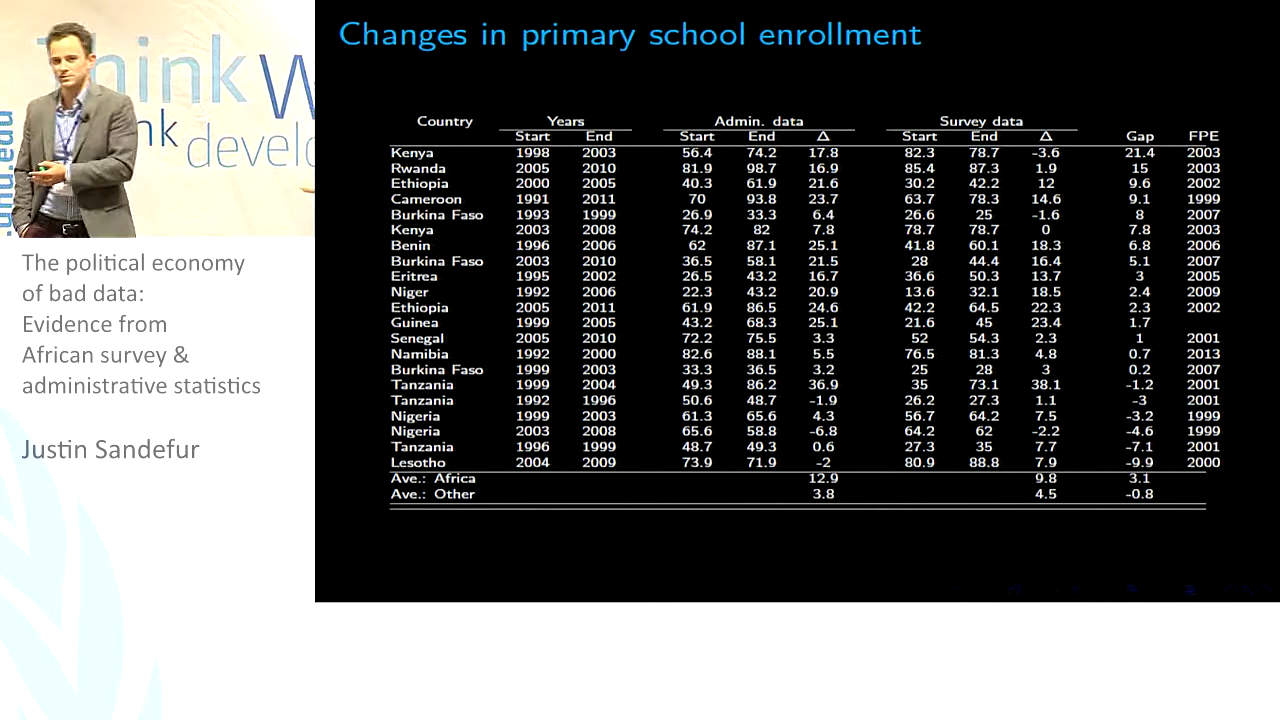 Think W
nk
develo
.unu.edu
The political economy
of bad data:
Evidence from
African survey &
administrative statistics
Justin Sandefur
Changes in primary school enrollment
Country Years Admin. data Survey data
Start End Start End Δ Start End Δ Gap FPE
Kenya 1998 2003 56.4 74.2 17.8 82.3 78.7 -3.6 21.4 2003
Rwanda 2005 2010 81.9 98.7 16.9 85.4 87.3 1.9 15 2003
Ethiopia 2000 2005 40.3 61.9 21.6 30.2 42.2 12 9.6 2002
Cameroon 1991 2011 70 93.8 23.7 63.7 78.3 14.6 9.1 1999
Burkina Faso 1993 1999 26.9 33.3 6.4 26.6 25 -1.6 8 2007
Kenya 2003 2008 74.2 82 7.8 78.7 78.7 0 7.8 2003
Benin 1996 2006 62 87.1 25.1 41.8 60.1 18.3 6.8 2006
Burkina Faso 2003 2010 36.5 58.1 21.5 28 44.4 16.4 5.1 2007
Eritrea 1995 2002 26.5 43.2 16.7 36.6 50.3 13.7 3 2005
Niger 1992 2006 22.3 43.2 20.9 13.6 32.1 18.5 2.4 2009
Ethiopia 2005 2011 61.9 86.5 24.6 42.2 64.5 22.3 2.3 2002
Guinea 1999 2005 43.2 68.3 25.1 21.6 45 23.4 1.7
Senegal 2005 2010 72.2 75.5 3.3 52 54.3 2.3 1 2001
Namibia 1992 2000 82.6 88.1 5.5 76.5 81.3 4.8 0.7 2013
Burkina Faso 1999 2003 33.3 36.5 3.2 25 28 3 0.2 2007
Tanzania 1999 2004 49.3 86.2 36.9 35 73.1 38.1 -1.2 2001
Tanzania 1992 1996 50.6 48.7 -1.9 26.2 27.3 1.1 -3 2001
Nigeria 1999 2003 61.3 65.6 4.3 56.7 64.2 7.5 -3.2 1999
Nigeria 2003 2008 65.6 58.8 -6.8 64.2 62 -2.2 -4.6 1999
Tanzania 1996 1999 48.7 49.3 0.6 27.3 35 7.7 -7.1 2001
Lesotho 2004 2009 73.9 71.9 -2 80.9 88.8 7.9 -9.9 2000
Ave.: Africa 12.9 9.8 3.1
Ave.: Other 3.8 4.5 -0.8